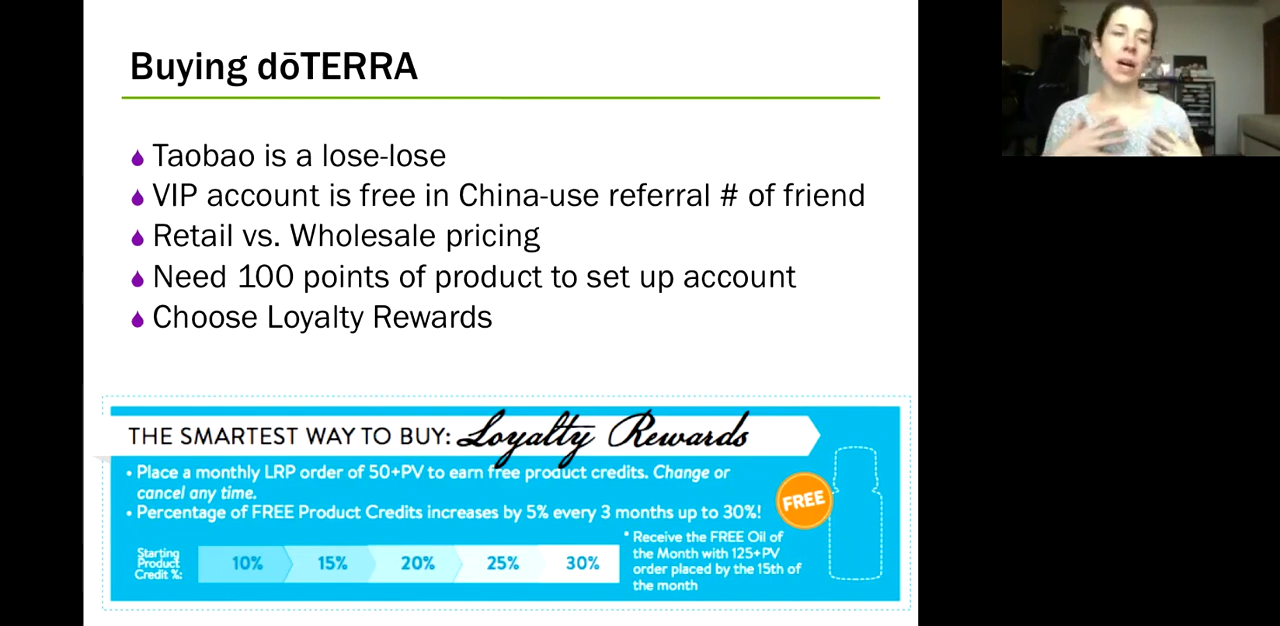 Buying dōTERRA
Taobao is a lose-lose
VIP account is free in China-use referral # of friend
Retail vs. Wholesale pricing
Need 100 points of product to set up account
Choose Loyalty Rewards
THE SMARTEST WAY TO BUY: Loyalty Rewards
• Place a monthly LRP order of 50+PV to earn free product credits. Change or
cancel any time.
• Percentage of FREE Product Credits increases by 5% every 3 months up to 30%!
FREE
Starting
Product
Credit %:
10% 15% 20% 25% 30%
* Receive the FREE Oil of
the Month with 125+PV
order placed by the 15th of
the month